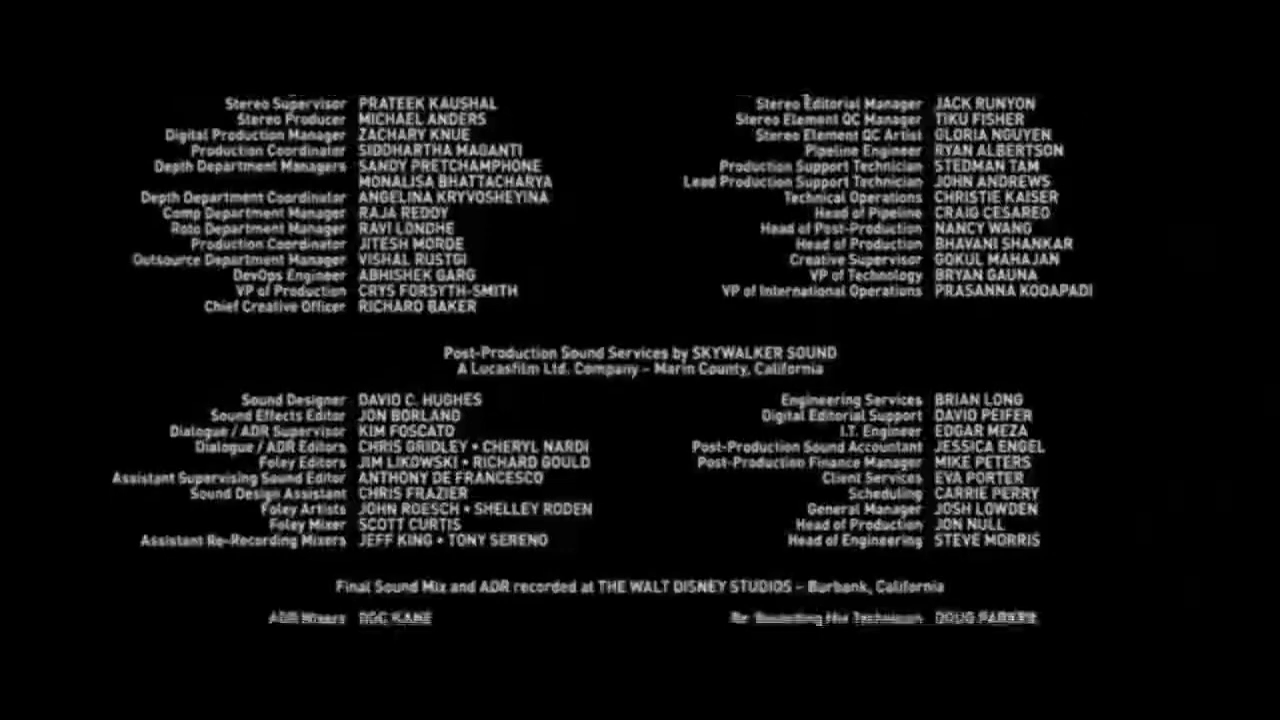 Stereo Supervisor PRATEEK KAUSHAL
Stereo Producer MICHAEL ANDERS
Digital Production Manager ZACHARY KNUE
Production Coordinator SIDDHARTHA MAGANTI
Depth Department Managers SANDY PRETCHAMPHONE
MONALISA BHATTACHARYA
Depth Department Coordinator ANGELINA KRYVOSHEYINA
Comp Department Manager RAJA REDDY
Roto Department Manager RAVI LONDHE
Production Coordinator JITESH MORDE
Outsource Department Manager VISHAL RUSTGI
DevOps Engineer ABHISHEK GARG
VP of Production CRYS FORSYTH-SMITH
Chief Creative Officer RICHARD BAKER
Stereo Editorial Manager JACK RUNYON
Stereo Element QC Manager TIKU FISHER
Stereo Element QC Artist GLORIA NGUYEN
Pipeline Engineer RYAN ALBERTSON
Production Support Technician STEDMAN TAM
Lead Production Support Technician JOHN ANDREWS
Technical Operations CHRISTIE KAISER
Head of Pipeline CRAIG CESAREO
Head of Post-Production NANCY WANG
Head of Production BHAVANI SHANKAR
Creative Supervisor GOKUL MAHAJAN
VP of Technology BRYAN GAUNA
VP of International Operations PRASANNA KODAPADI
Post-Production Sound Services by SKYWALKER SOUND
A Lucasfilm Ltd. Company – Marin County, California
Sound Designer DAVID C. HUGHES
Sound Effects Editor JON BORLAND
Dialogue / ADR Supervisor KIM FOSCATO
Dialogue / ADR Editors CHRIS GRIDLEY • CHERYL NARDI
Foley Editors JIM LIKOWSKI • RICHARD GOULD
Assistant Supervising Sound Editor ANTHONY DE FRANCESCO
Sound Design Assistant CHRIS FRAZIER
Foley Artists JOHN ROESCH • SHELLEY RODEN
Foley Mixer SCOTT CURTIS
Assistant Re-Recording Mixers JEFF KING • TONY SERENO
Engineering Services BRIAN LONG
Digital Editorial Support DAVID PEIFER
I.T. Engineer EDGAR MEZA
Post-Production Sound Accountant JESSICA ENGEL
Post-Production Finance Manager MIKE PETERS
Client Services EVA PORTER
Scheduling CARRIE PERRY
General Manager JOSH LOWDEN
Head of Production JON NULL
Head of Engineering STEVE MORRIS
Final Sound Mix and ADR recorded at THE WALT DISNEY STUDIOS – Burbank, California
ADR Mixers DOC KANE
Re-Recording Mix Technician DOUG PARKER